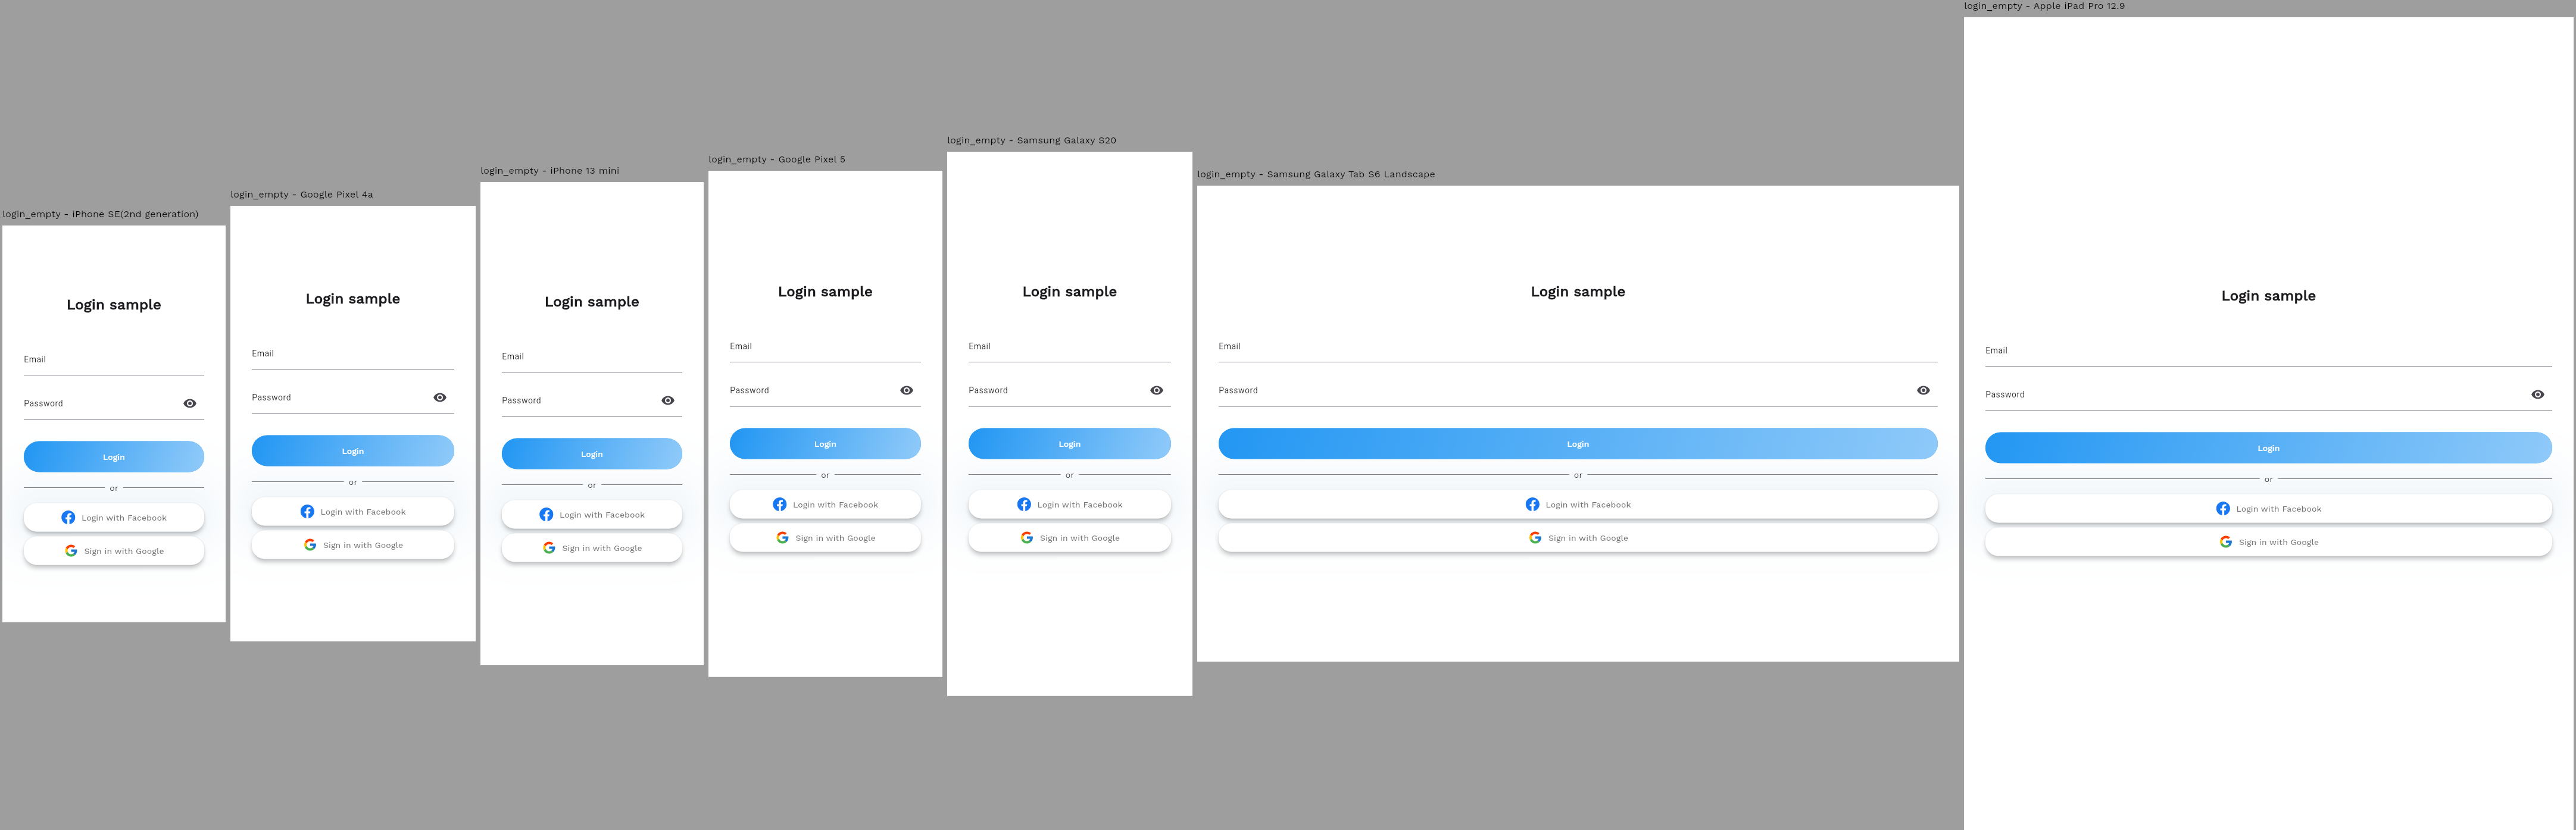 login_empty - iPhone SE(2nd generation)
Login sample
Email
Password
Login
or
Login with Facebook
Sign in with Google
login_empty - Google Pixel 4a
Login sample
Email
Password
Login
or
Login with Facebook
Sign in with Google
login_empty - iPhone 13 mini
Login sample
Email
Password
Login
or
Login with Facebook
Sign in with Google
login_empty - Google Pixel 5
Login sample
Email
Password
Login
or
Login with Facebook
Sign in with Google
login_empty - Samsung Galaxy S20
Login sample
Email
Password
Login
or
Login with Facebook
Sign in with Google
login_empty - Samsung Galaxy Tab S6 Landscape
Login sample
Email
Password
Login
or
Login with Facebook
Sign in with Google
login_empty - Apple iPad Pro 12.9
Login sample
Email
Password
Login
or
Login with Facebook
Sign in with Google